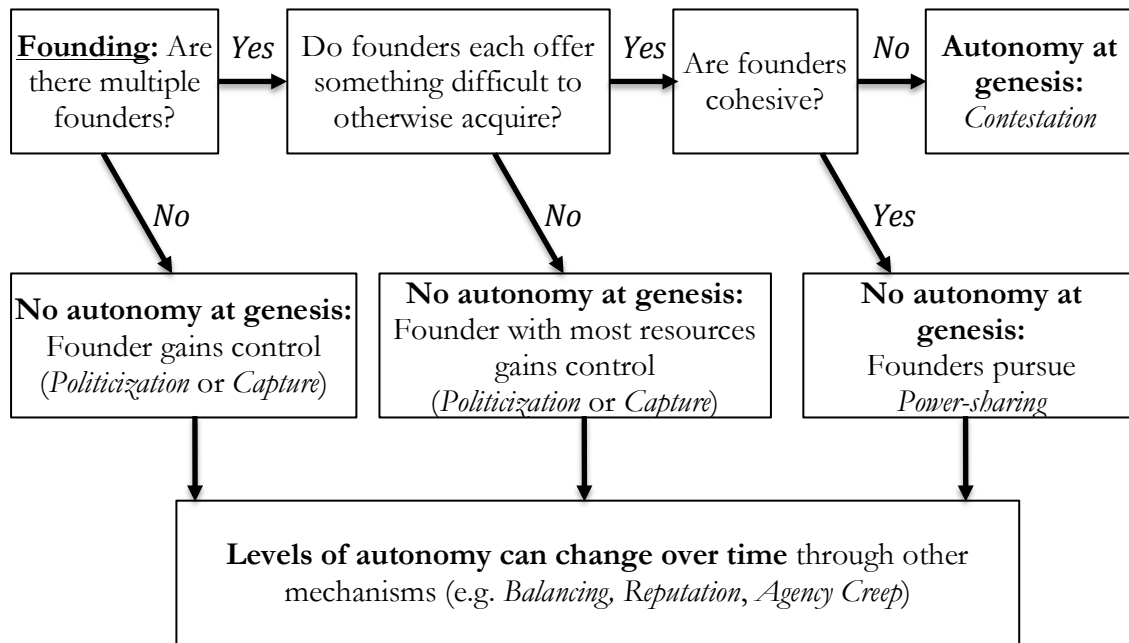 Founding: Are
there multiple
founders?
Yes
Do founders each offer
something difficult to
otherwise acquire?
Yes
Are founders
cohesive?
No
Autonomy at
genesis:
Contestation
No
No
Yes
No autonomy at genesis:
Founder gains control
(Politicization or Capture)
No autonomy at genesis:
Founder with most resources
gains control
(Politicization or Capture)
No autonomy at
genesis:
Founders pursue
Power-sharing
Levels of autonomy can change over time through other
mechanisms (e.g. Balancing, Reputation, Agency Creep)